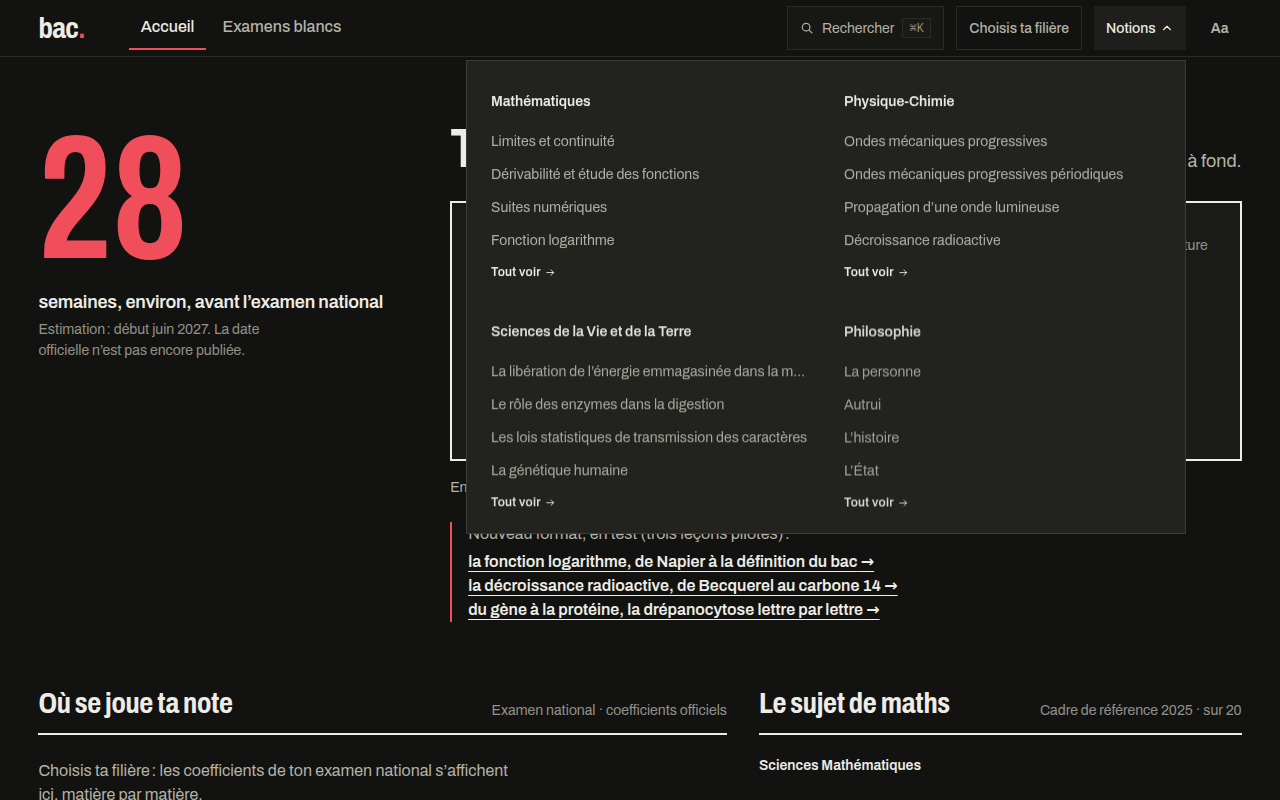 bac.
Accueil
Examens blancs
Rechercher ⌘K
Choisis ta filière
Notions
Aa
28
semaines, environ, avant l’examen national
Estimation : début juin 2027. La date
officielle n’est pas encore publiée.
T
à fond.
Mathématiques
Limites et continuité
Dérivabilité et étude des fonctions
Suites numériques
Fonction logarithme
Tout voir →
Physique-Chimie
Ondes mécaniques progressives
Ondes mécaniques progressives périodiques
Propagation d’une onde lumineuse
Décroissance radioactive
Tout voir →
Sciences de la Vie et de la Terre
La libération de l’énergie emmagasinée dans la m…
Le rôle des enzymes dans la digestion
Les lois statistiques de transmission des caractères
La génétique humaine
Tout voir →
Philosophie
La personne
Autrui
L’histoire
L’État
Tout voir →
Nouveau format, en test (trois leçons pilotes) :
la fonction logarithme, de Napier à la définition du bac →
la décroissance radioactive, de Becquerel au carbone 14 →
du gène à la protéine, la drépanocytose lettre par lettre →
Où se joue ta note
Examen national · coefficients officiels
Choisis ta filière : les coefficients de ton examen national s’affichent
ici, matière par matière.
Le sujet de maths
Cadre de référence 2025 · sur 20
Sciences Mathématiques